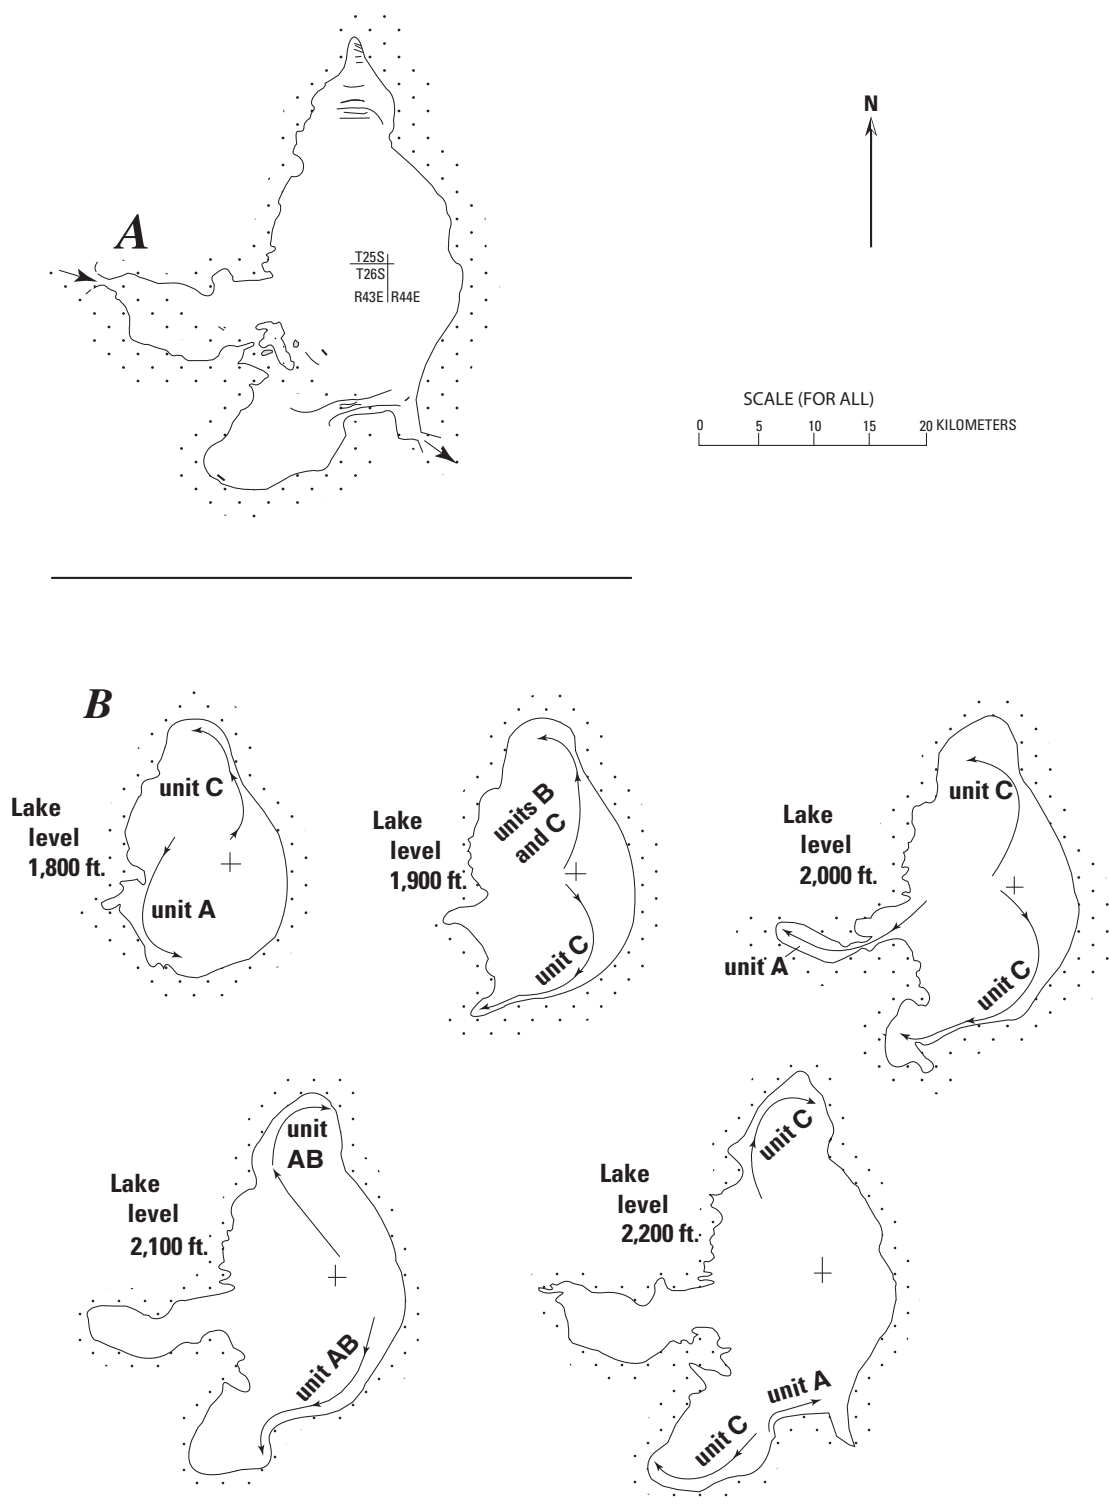 N
A
T25S
T26S
R43E R44E
SCALE (FOR ALL)
0 5 10 15 20 KILOMETERS
B
unit C
Lake
level
1,800 ft.
unit A
Lake
level
1,900 ft.
units B
and C
unit C
Lake
level
2,000 ft.
unit C
unit A
unit C
Lake
level
2,100 ft.
unit
AB
unit AB
Lake
level
2,200 ft.
unit C
unit A
unit C